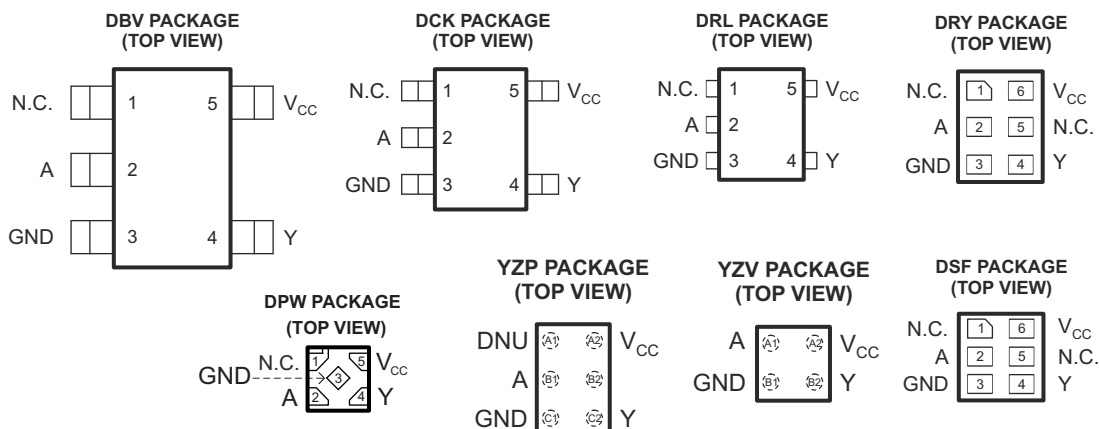 DBV PACKAGE
(TOP VIEW)
N.C. 1 5 VCC
A 2
GND 3 4 Y
DCK PACKAGE
(TOP VIEW)
N.C. 1 5 VCC
A 2
GND 3 4 Y
DRL PACKAGE
(TOP VIEW)
N.C. 1 5 VCC
A 2
GND 3 4 Y
DRY PACKAGE
(TOP VIEW)
N.C. 1 6 VCC
A 2 5 N.C.
GND 3 4 Y
DPW PACKAGE
(TOP VIEW)
N.C. 1 5 VCC
GND 3
A 2 4 Y
YZP PACKAGE
(TOP VIEW)
DNU A1 A2 VCC
A B1 B2
GND C1 C2 Y
YZV PACKAGE
(TOP VIEW)
A A1 A2 VCC
GND B1 B2 Y
DSF PACKAGE
(TOP VIEW)
N.C. 1 6 VCC
A 2 5 N.C.
GND 3 4 Y